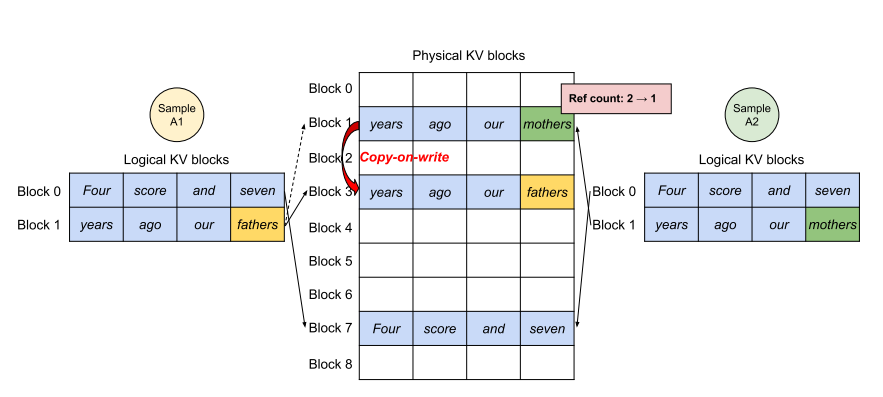 Physical KV blocks
Block 0
Ref count: 2 → 1
Sample
A1
Sample
A2
Block 1 years ago our mothers
Logical KV blocks
Block 2 Copy-on-write
Logical KV blocks
Block 0 Four score and seven
Block 3 years ago our fathers
Block 0 Four score and seven
Block 1 years ago our fathers
Block 4
Block 1 years ago our mothers
Block 5
Block 6
Block 7 Four score and seven
Block 8